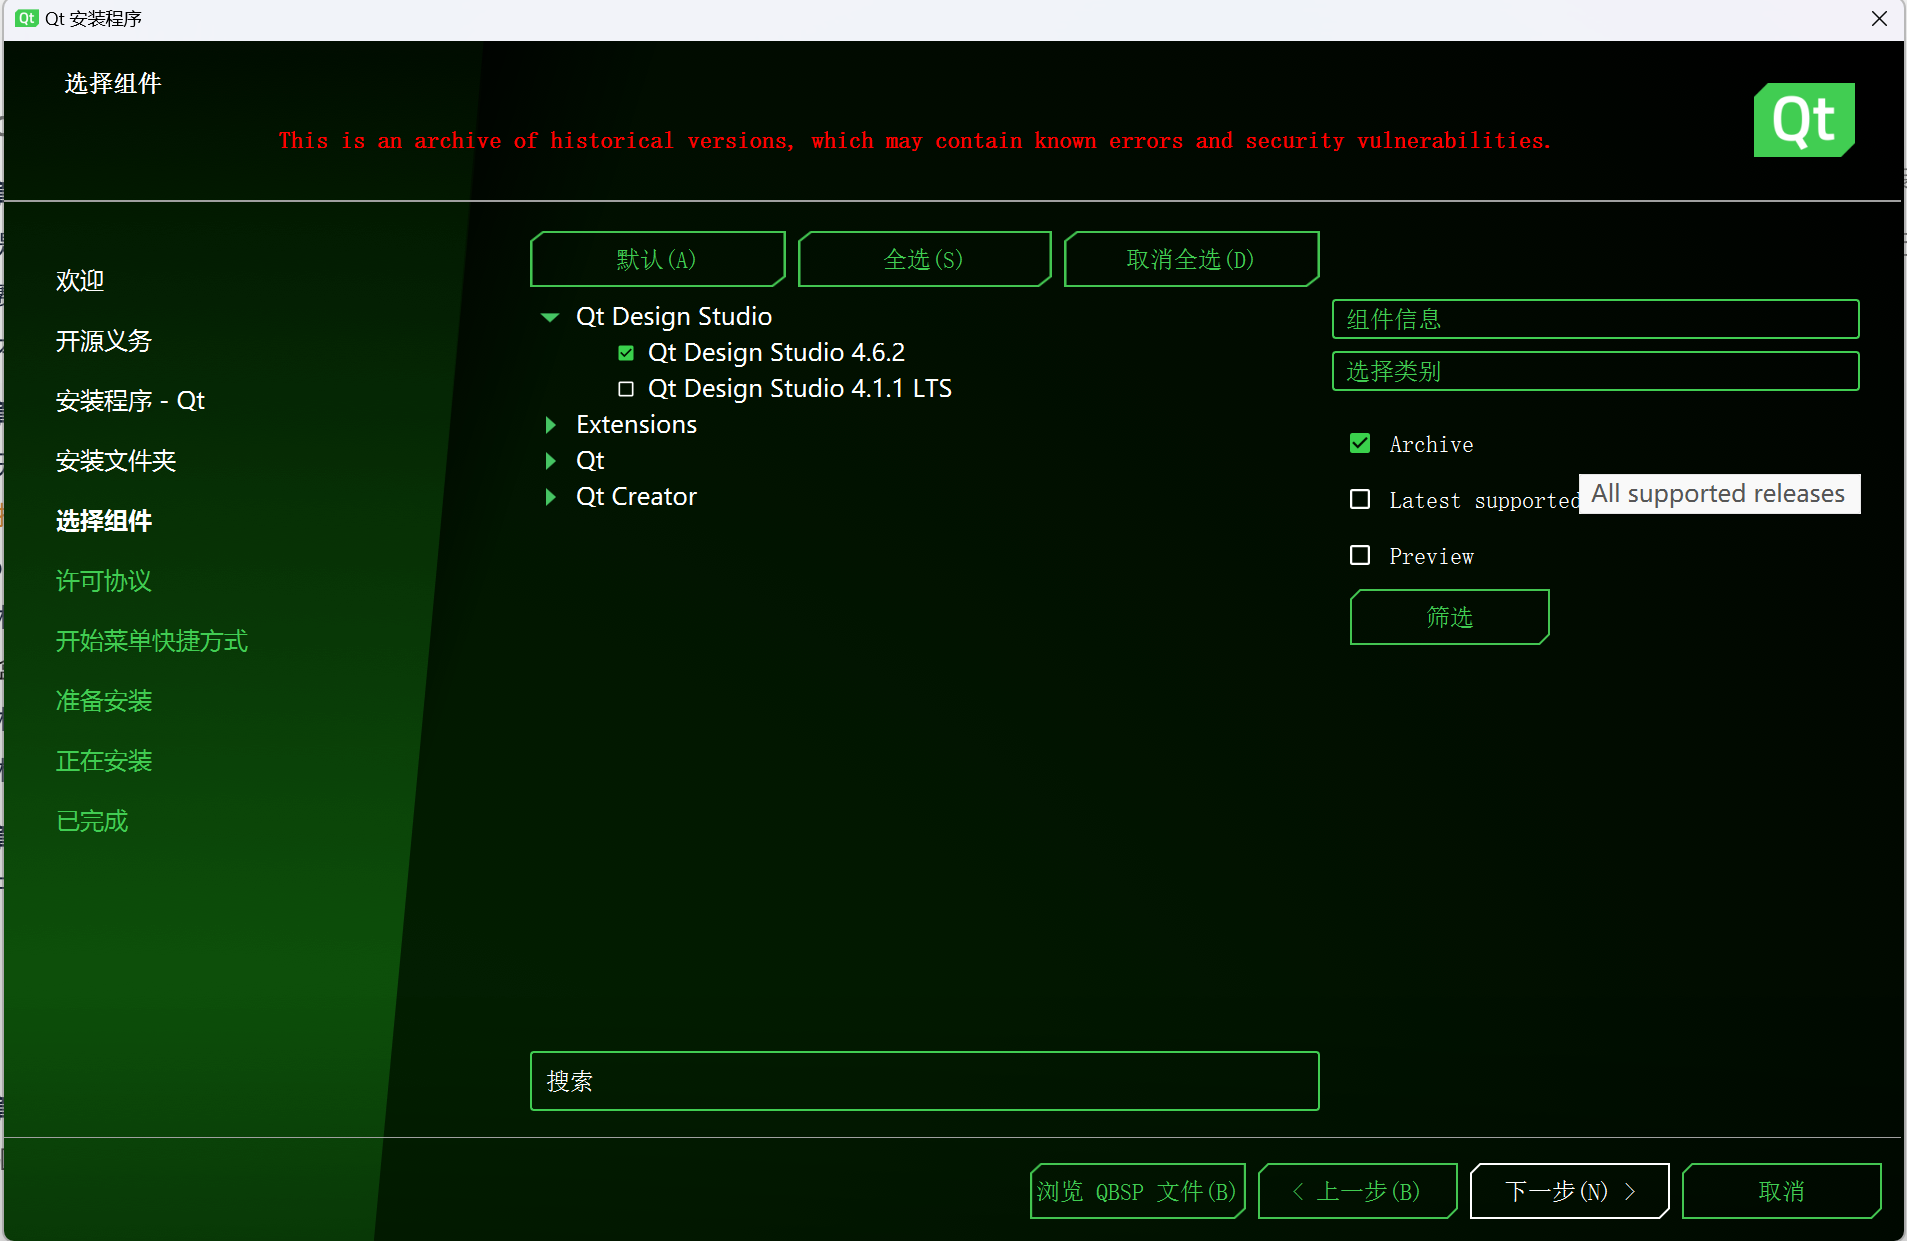 Qt Qt 安装程序
选择组件
This is an archive of historical versions, which may contain known errors and security vulnerabilities.
Qt
欢迎
开源义务
安装程序 - Qt
安装文件夹
选择组件
许可协议
开始菜单快捷方式
准备安装
正在安装
已完成
默认(A) 全选(S) 取消全选(D)
Qt Design Studio
Qt Design Studio 4.6.2
Qt Design Studio 4.1.1 LTS
Extensions
Qt
Qt Creator
组件信息
选择类别
Archive
Latest supported
All supported releases
Preview
筛选
搜索
浏览 QBSP 文件(B) < 上一步(B) 下一步(N) > 取消